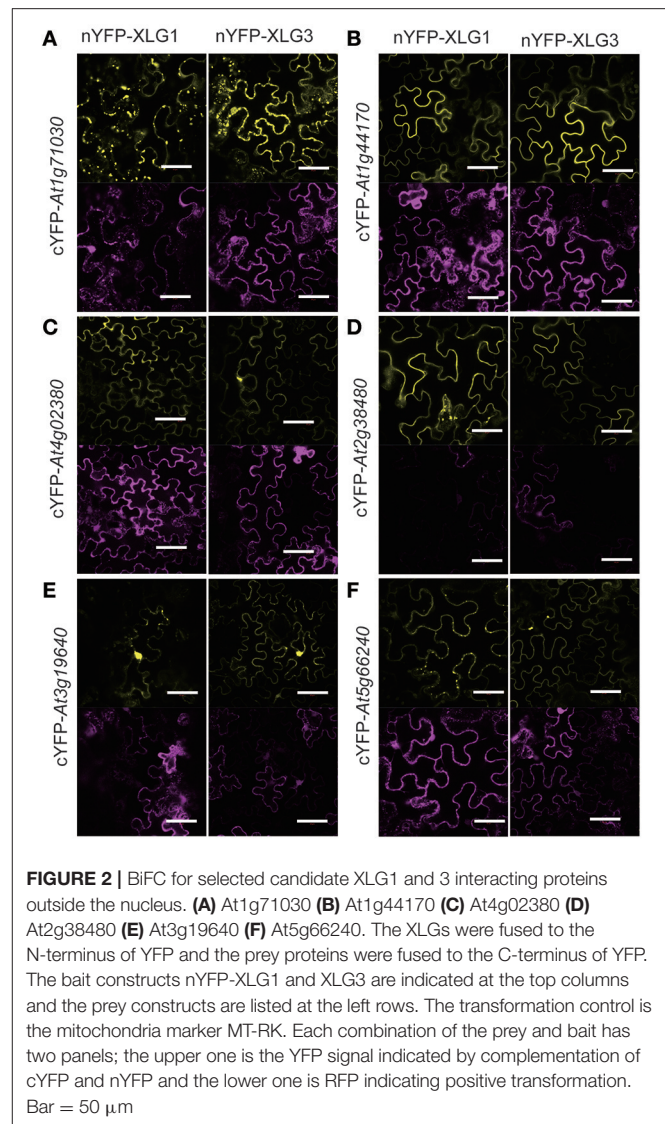 A nYFP-XLG1 nYFP-XLG3
B nYFP-XLG1 nYFP-XLG3
cYFP-At1g71030
cYFP-At1g44170
C
D
cYFP-At4g02380
cYFP-At2g38480
E
F
cYFP-At3g19640
cYFP-At5g66240
FIGURE 2 | BiFC for selected candidate XLG1 and 3 interacting proteins
outside the nucleus. (A) At1g71030 (B) At1g44170 (C) At4g02380 (D)
At2g38480 (E) At3g19640 (F) At5g66240. The XLGs were fused to the
N-terminus of YFP and the prey proteins were fused to the C-terminus of YFP.
The bait constructs nYFP-XLG1 and XLG3 are indicated at the top columns
and the prey constructs are listed at the left rows. The transformation control is
the mitochondria marker MT-RK. Each combination of the prey and bait has
two panels; the upper one is the YFP signal indicated by complementation of
cYFP and nYFP and the lower one is RFP indicating positive transformation.
Bar = 50 μm